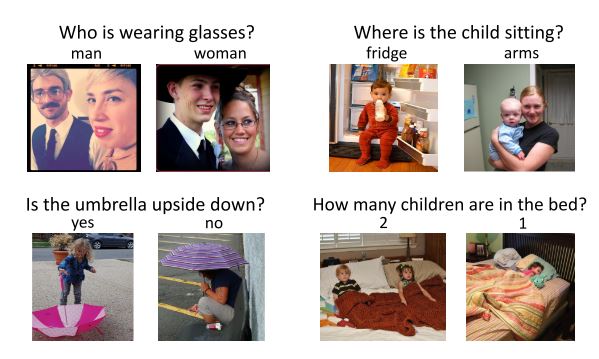 Who is wearing glasses?
man woman
Where is the child sitting?
fridge arms
Is the umbrella upside down?
yes no
How many children are in the bed?
2 1